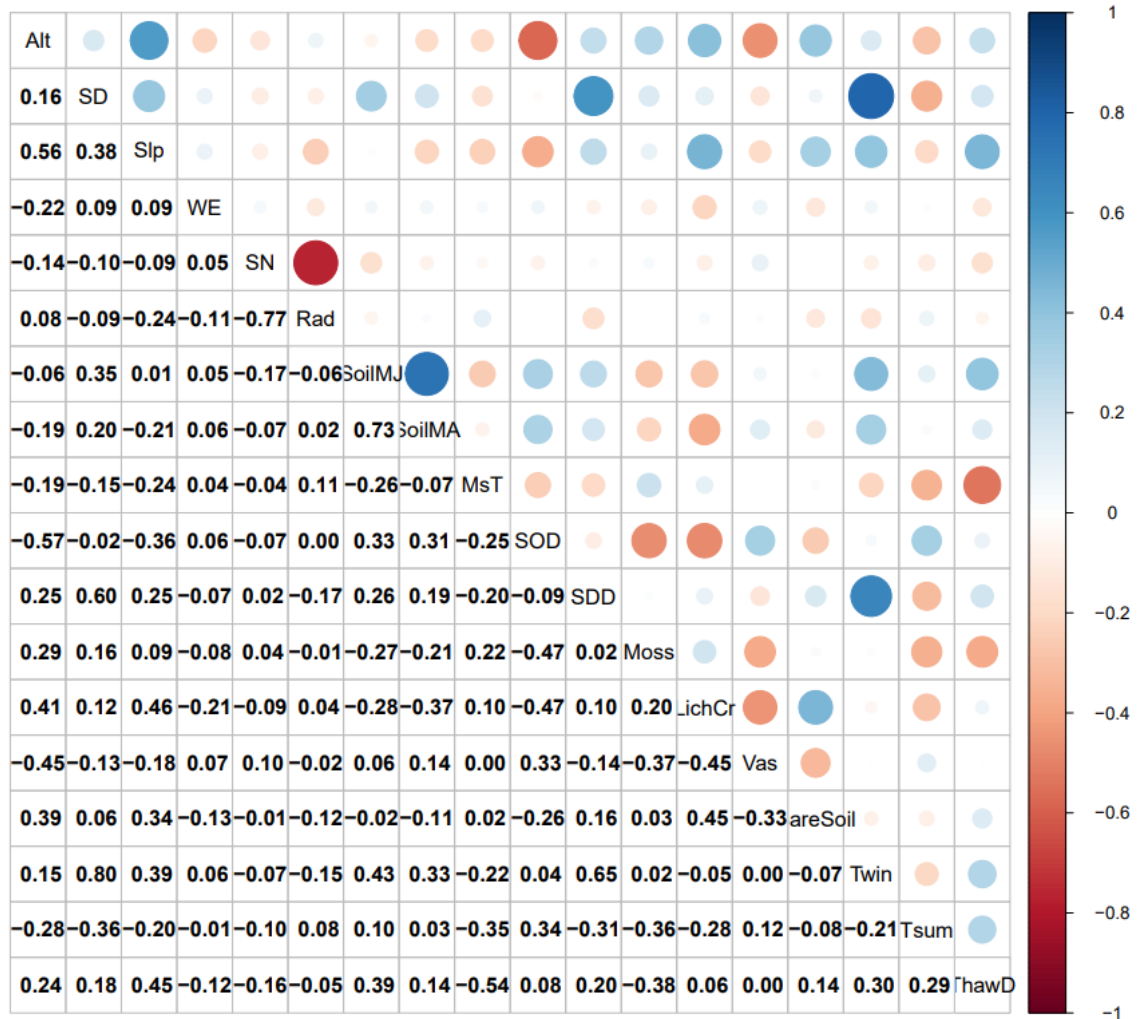 Alt
0.16 SD
0.56 0.38 Slp
−0.22 0.09 0.09 WE
−0.14 −0.10 −0.09 0.05 SN
0.08 −0.09 −0.24 −0.11 −0.77 Rad
−0.06 0.35 0.01 0.05 −0.17 −0.06 SoilMJ
−0.19 0.20 −0.21 0.06 −0.07 0.02 0.73 SoilMA
−0.19 −0.15 −0.24 0.04 −0.04 0.11 −0.26 −0.07 MsT
−0.57 −0.02 −0.36 0.06 −0.07 0.00 0.33 0.31 −0.25 SOD
0.25 0.60 0.25 −0.07 0.02 −0.17 0.26 0.19 −0.20 −0.09 SDD
0.29 0.16 0.09 −0.08 0.04 −0.01 −0.27 −0.21 0.22 −0.47 0.02 Moss
0.41 0.12 0.46 −0.21 −0.09 0.04 −0.28 −0.37 0.10 −0.47 0.10 0.20 LichCr
−0.45 −0.13 −0.18 0.07 0.10 −0.02 0.06 0.14 0.00 0.33 −0.14 −0.37 −0.45 Vas
0.39 0.06 0.34 −0.13 −0.01 −0.12 −0.02 −0.11 0.02 −0.26 0.16 0.03 0.45 −0.33 areSoil
0.15 0.80 0.39 0.06 −0.07 −0.15 0.43 0.33 −0.22 0.04 0.65 0.02 −0.05 0.00 −0.07 Twin
−0.28 −0.36 −0.20 −0.01 −0.10 0.08 0.10 0.03 −0.35 0.34 −0.31 −0.36 −0.28 0.12 −0.08 −0.21 Tsum
0.24 0.18 0.45 −0.12 −0.16 −0.05 0.39 0.14 −0.54 0.08 0.20 −0.38 0.06 0.00 0.14 0.30 0.29 ThawD
1
0.8
0.6
0.4
0.2
0
−0.2
−0.4
−0.6
−0.8
−1